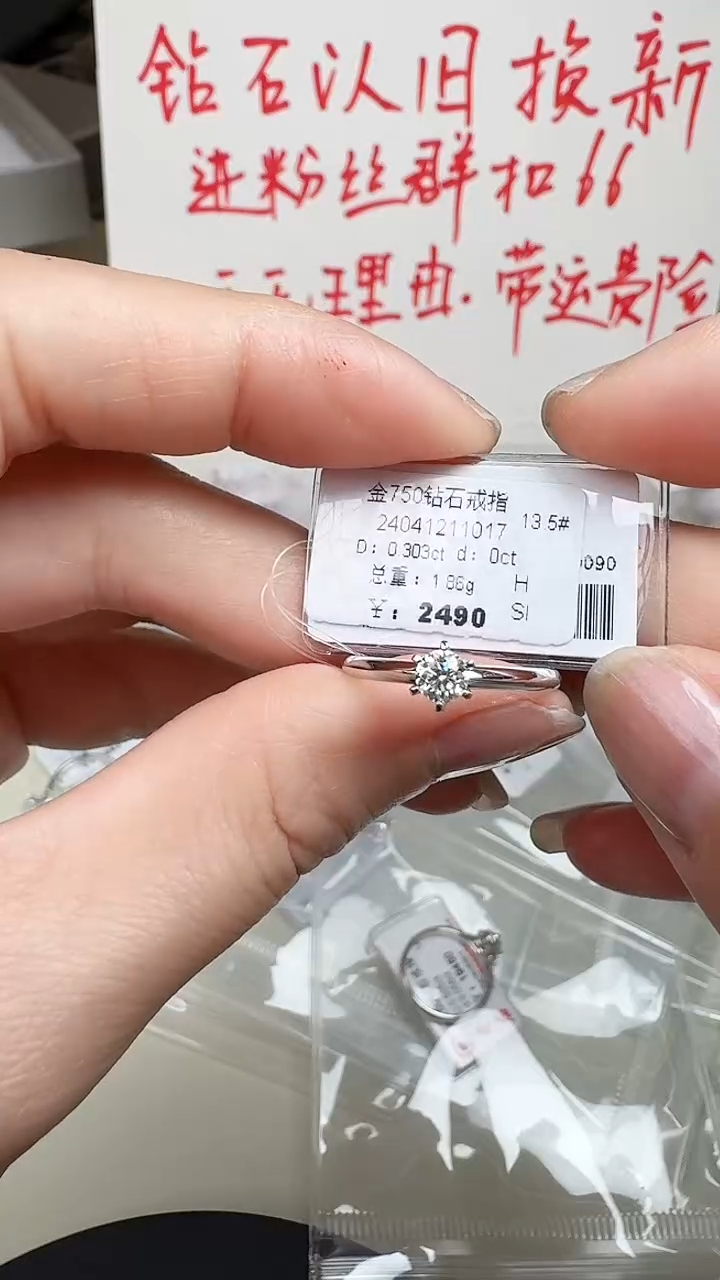 钻石以旧换新
进粉丝群扣66
理由.带运费险
金750钻石戒指
24041211017 13.5#
D: 0.303ct d: 0ct
总重: 1.86g H
¥: 2490 SI
090